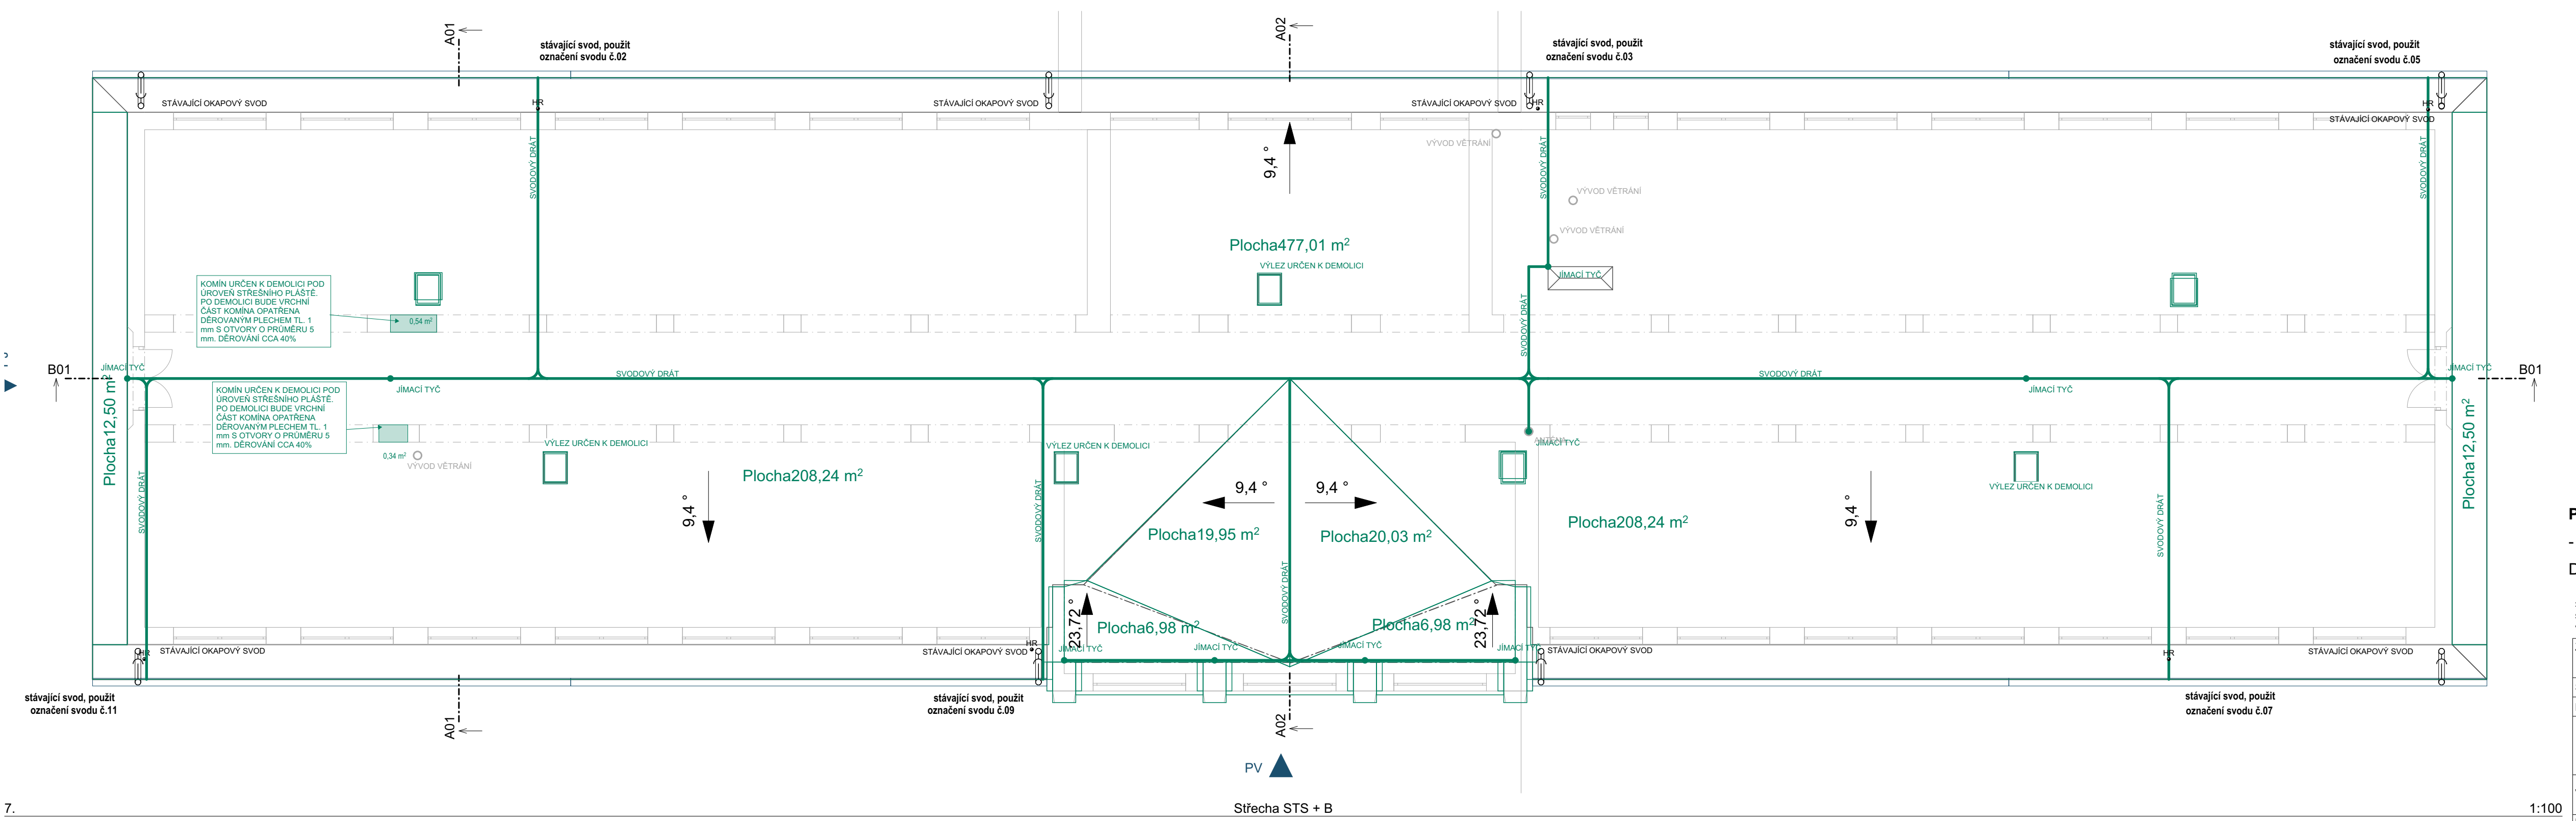 A01
A02
stávající svod, použit
označení svodu č.02
stávající svod, použit
označení svodu č.03
stávající svod, použit
označení svodu č.05
STÁVAJÍCÍ OKAPOVÝ SVOD
HR
STÁVAJÍCÍ OKAPOVÝ SVOD
STÁVAJÍCÍ OKAPOVÝ SVOD
HR
HR
STÁVAJÍCÍ OKAPOVÝ SVOD
SVODOVÝ DRÁT
9,4 °
VÝVOD VĚTRÁNÍ
SVODOVÝ DRÁT
SVODOVÝ DRÁT
VÝVOD VĚTRÁNÍ
VÝVOD VĚTRÁNÍ
Plocha477,01 m²
VÝLEZ URČEN K DEMOLICI
JÍMACÍ TYČ
KOMÍN URČEN K DEMOLICI POD
ÚROVEŇ STŘEŠNÍHO PLÁŠTĚ.
PO DEMOLICI BUDE VRCHNÍ
ČÁST KOMÍNA OPATŘENA
DĚROVANÝM PLECHEM TL. 1
mm S OTVORY O PRŮMĚRU 5
mm. DĚROVÁNÍ CCA 40%
0,54 m²
SVODOVÝ DRÁT
B01
JÍMACÍ TYČ
SVODOVÝ DRÁT
SVODOVÝ DRÁT
JÍMACÍ TYČ
B01
JÍMACÍ TYČ
JÍMACÍ TYČ
Plocha12,50 m²
KOMÍN URČEN K DEMOLICI POD
ÚROVEŇ STŘEŠNÍHO PLÁŠTĚ.
PO DEMOLICI BUDE VRCHNÍ
ČÁST KOMÍNA OPATŘENA
DĚROVANÝM PLECHEM TL. 1
mm S OTVORY O PRŮMĚRU 5
mm. DĚROVÁNÍ CCA 40%
0,34 m²
VÝVOD VĚTRÁNÍ
VÝLEZ URČEN K DEMOLICI
VÝLEZ URČEN K DEMOLICI
ANTÉNA
JÍMACÍ TYČ
Plocha12,50 m²
Plocha208,24 m²
9,4 °
9,4 °
9,4 °
VÝLEZ URČEN K DEMOLICI
9,4 °
SVODOVÝ DRÁT
SVODOVÝ DRÁT
SVODOVÝ DRÁT
Plocha19,95 m²
Plocha20,03 m²
Plocha208,24 m²
SVODOVÝ DRÁT
23,72 °
Plocha6,98 m²
Plocha6,98 m²
23,72 °
HR
STÁVAJÍCÍ OKAPOVÝ SVOD
STÁVAJÍCÍ OKAPOVÝ SVOD
HR
JÍMACÍ TYČ
JÍMACÍ TYČ
JÍMACÍ TYČ
JÍMACÍ TYČ
STÁVAJÍCÍ OKAPOVÝ SVOD
HR
STÁVAJÍCÍ OKAPOVÝ SVOD
stávající svod, použit
označení svodu č.11
A01
stávající svod, použit
označení svodu č.09
A02
stávající svod, použit
označení svodu č.07
PV
7.
Střecha STS + B
1:100